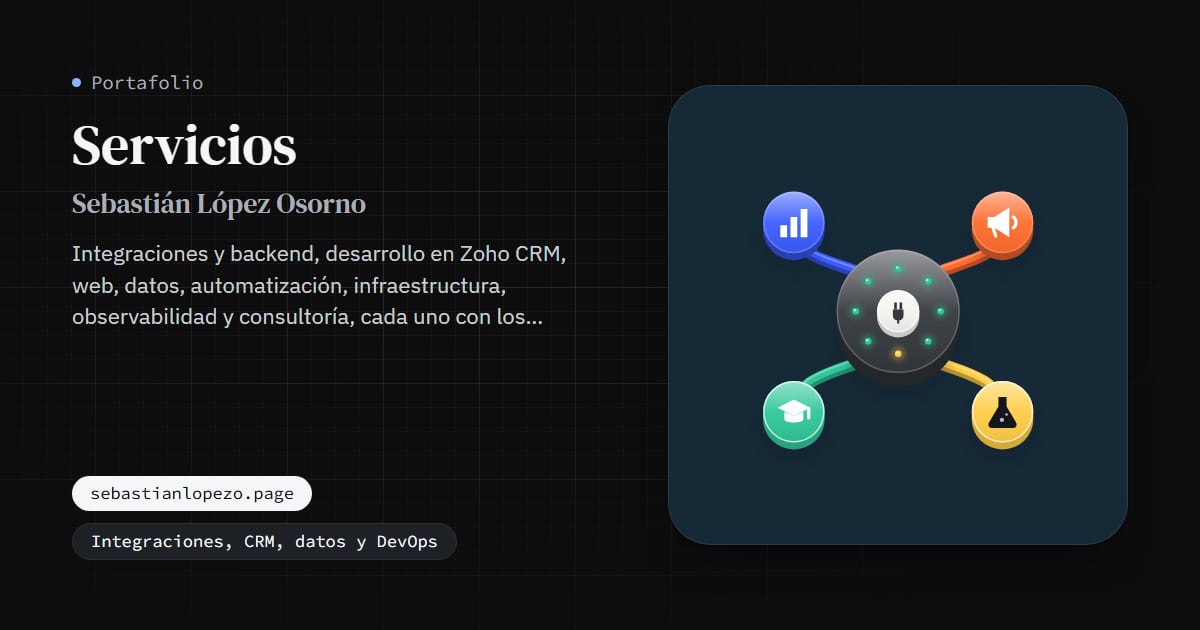 Portafolio
Servicios
Sebastián López Osorno
Integraciones y backend, desarrollo en Zoho CRM,
web, datos, automatización, infraestructura,
observabilidad y consultoría, cada uno con los...
sebastianlopezo.page
Integraciones, CRM, datos y DevOps